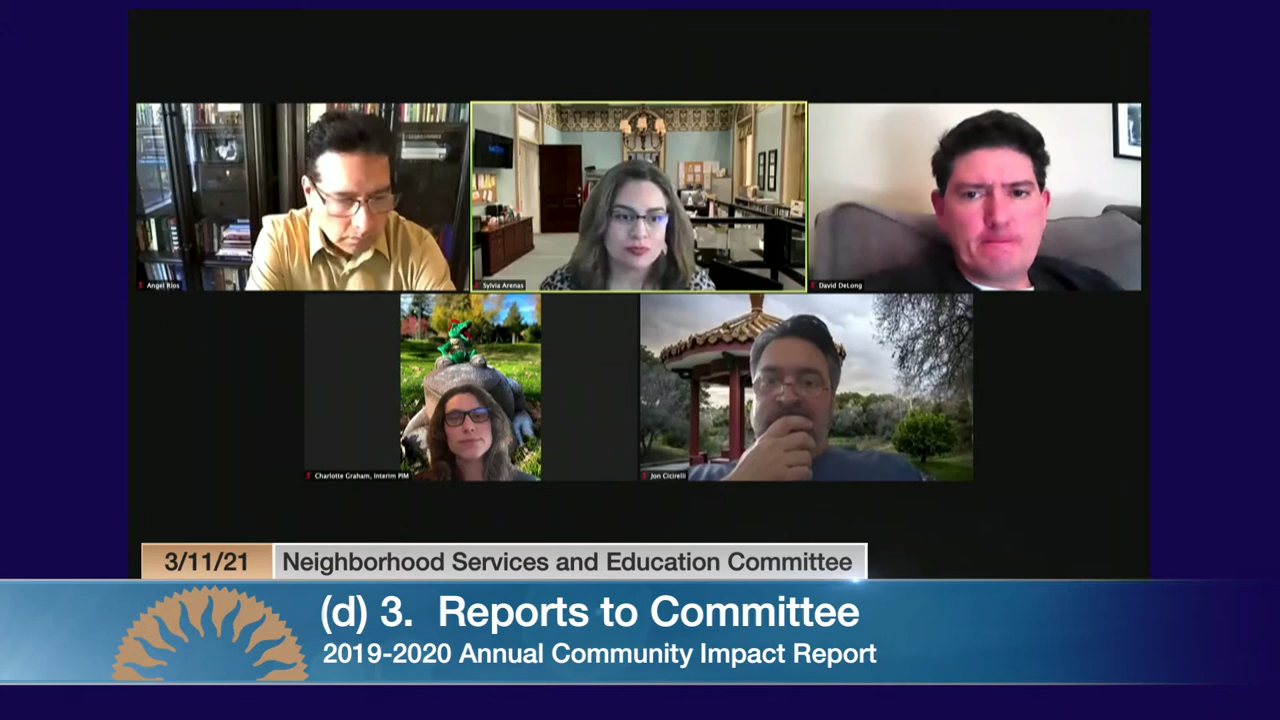 Angel Rios
Sylvia Arenas
David DeLong
Charlotte Graham, Interim PIM
Jon Cicirelli
3/11/21
Neighborhood Services and Education Committee
(d) 3. Reports to Committee
2019-2020 Annual Community Impact Report